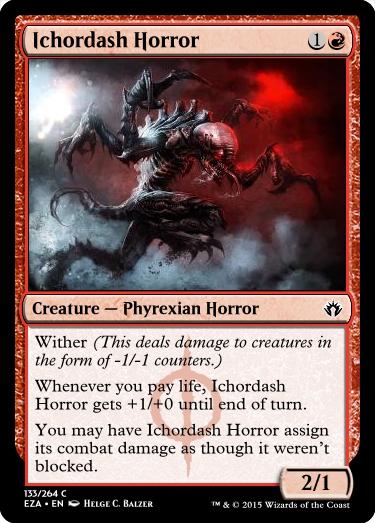 Ichordash Horror 1
Creature — Phyrexian Horror
Wither (This deals damage to creatures in
the form of -1/-1 counters.)
Whenever you pay life, Ichordash
Horror gets +1/+0 until end of turn.
You may have Ichordash Horror assign
its combat damage as though it weren't
blocked.
2/1
133/264 C
EZA • EN HELGE C. BALZER ™ & © 2015 Wizards of the Coast